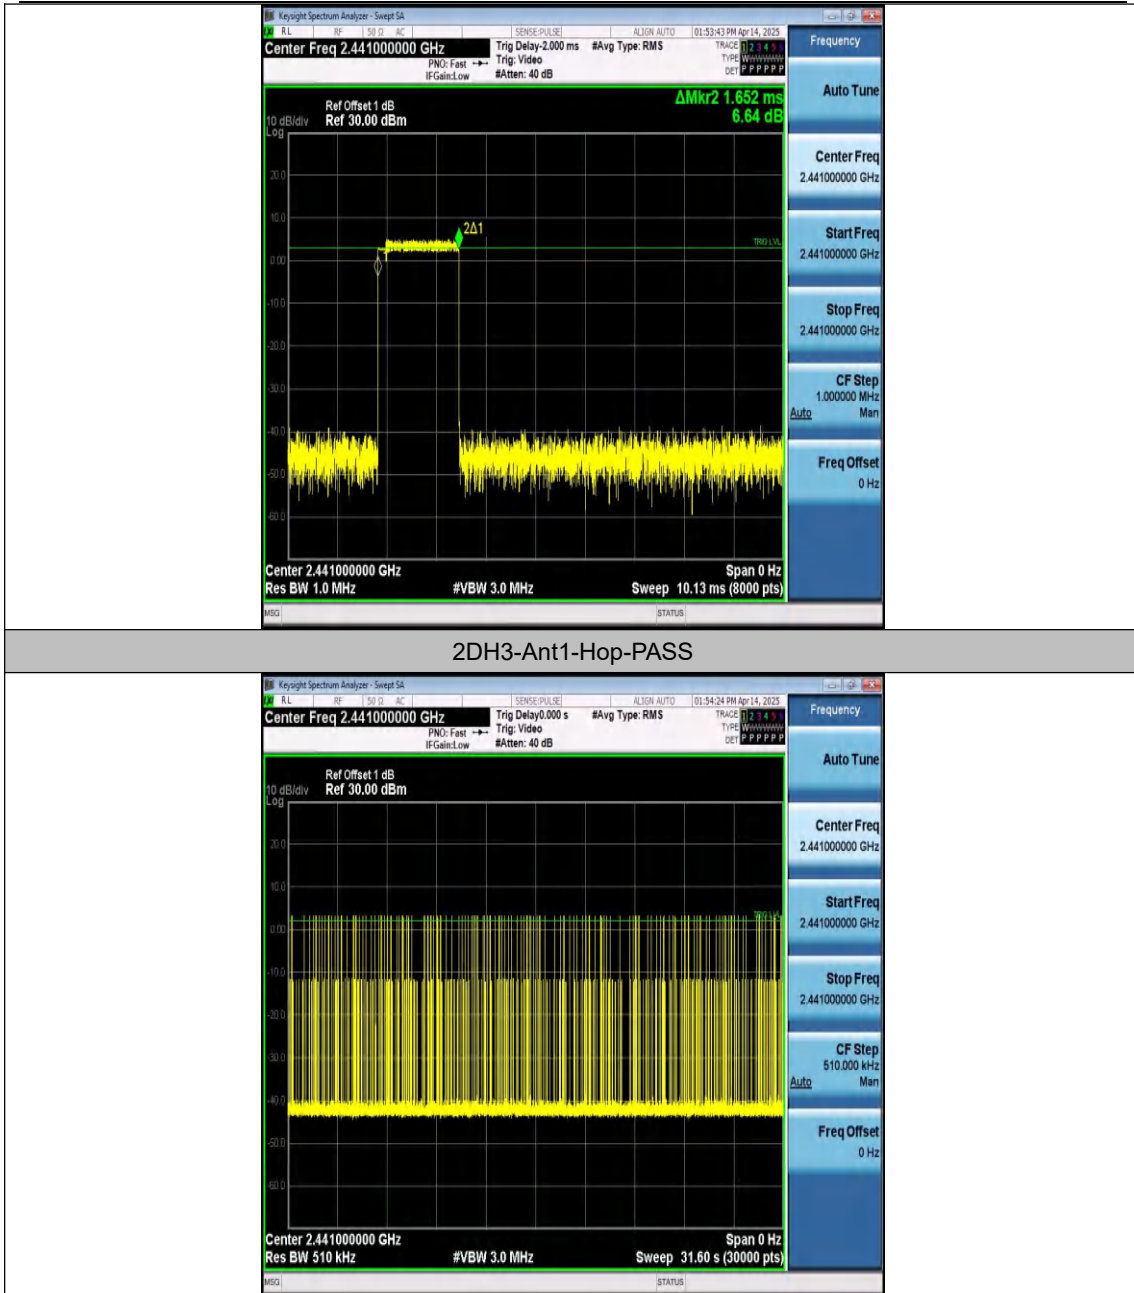 Keysight Spectrum Analyzer - Swept SA
RL RF 50 Ω AC SENSE:PULSE ALIGN AUTO 01:53:43 PM Apr 14, 2025
Center Freq 2.441000000 GHz
PNO: Fast
IFGain:Low
Trig Delay-2.000 ms
Trig: Video
#Atten: 40 dB
#Avg Type: RMS
TRACE 1 2 3 4 5 6
TYPE
DET P P P P P P
ΔMkr2 1.652 ms
6.64 dB
Ref Offset 1 dB
10 dB/div Ref 30.00 dBm
Log
20.0
10.0
0.00
-10.0
-20.0
-30.0
-40.0
-50.0
-60.0
2Δ1
TRIG LVL
Center 2.441000000 GHz Span 0 Hz
Res BW 1.0 MHz #VBW 3.0 MHz Sweep 10.13 ms (8000 pts)
MSG STATUS
Frequency
Auto Tune
Center Freq
2.441000000 GHz
Start Freq
2.441000000 GHz
Stop Freq
2.441000000 GHz
CF Step
1.000000 MHz
Auto Man
Freq Offset
0 Hz
2DH3-Ant1-Hop-PASS
Keysight Spectrum Analyzer - Swept SA
RL RF 50 Ω AC SENSE:PULSE ALIGN AUTO 01:54:24 PM Apr 14, 2025
Center Freq 2.441000000 GHz
PNO: Fast
IFGain:Low
Trig Delay0.000 s
Trig: Video
#Atten: 40 dB
#Avg Type: RMS
TRACE 1 2 3 4 5 6
TYPE
DET P P P P P P
Ref Offset 1 dB
10 dB/div Ref 30.00 dBm
Log
20.0
10.0
0.00
-10.0
-20.0
-30.0
-40.0
-50.0
-60.0
TRIG LVL
Center 2.441000000 GHz Span 0 Hz
Res BW 510 kHz #VBW 3.0 MHz Sweep 31.60 s (30000 pts)
MSG STATUS
Frequency
Auto Tune
Center Freq
2.441000000 GHz
Start Freq
2.441000000 GHz
Stop Freq
2.441000000 GHz
CF Step
510.000 kHz
Auto Man
Freq Offset
0 Hz